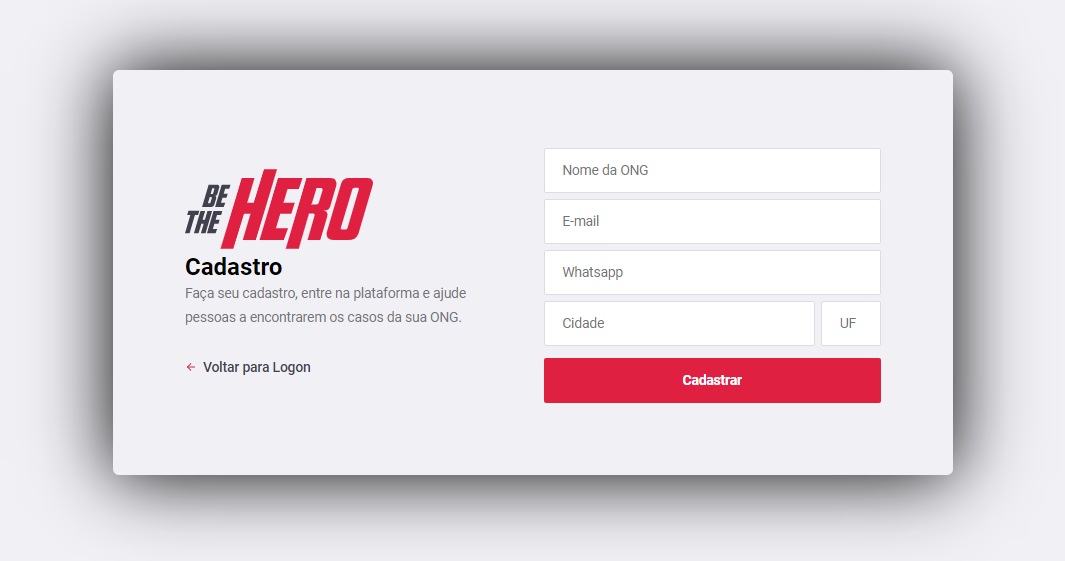 BE
THE HERO
Cadastro
Faça seu cadastro, entre na plataforma e ajude
pessoas a encontrarem os casos da sua ONG.
Voltar para Logon
Nome da ONG
E-mail
Whatsapp
Cidade UF
Cadastrar